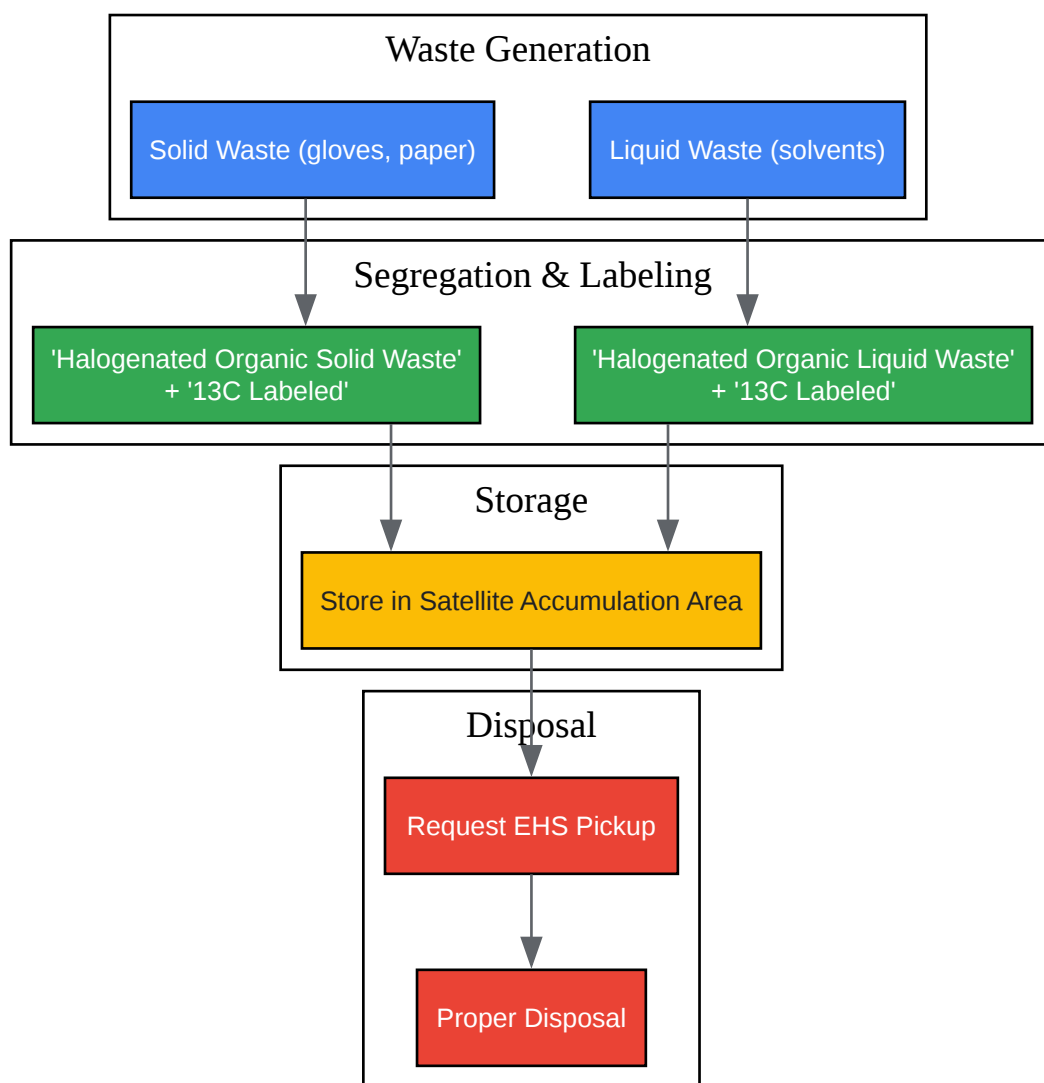 Waste Generation
Solid Waste (gloves, paper)
Liquid Waste (solvents)
Segregation & Labeling
'Halogenated Organic Solid Waste'
+ '13C Labeled'
'Halogenated Organic Liquid Waste'
+ '13C Labeled'
Storage
Store in Satellite Accumulation Area
Disposal
Request EHS Pickup
Proper Disposal